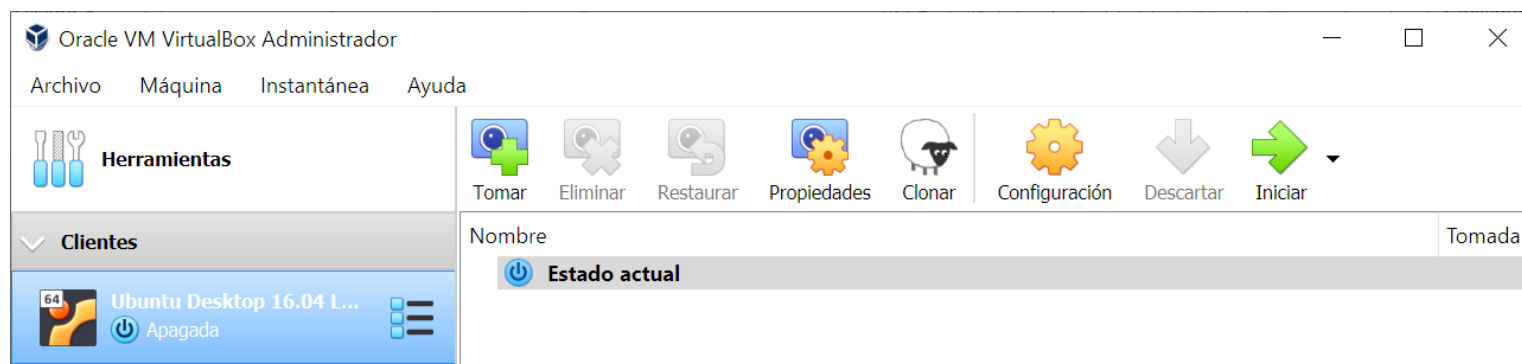 Oracle VM VirtualBox Administrador
Archivo Máquina Instantánea Ayuda
Herramientas
Tomar Eliminar Restaurar Propiedades Clonar Configuración Descartar Iniciar
Clientes
Nombre Tomada
Estado actual
64
Ubuntu Desktop 16.04 L...
Apagada